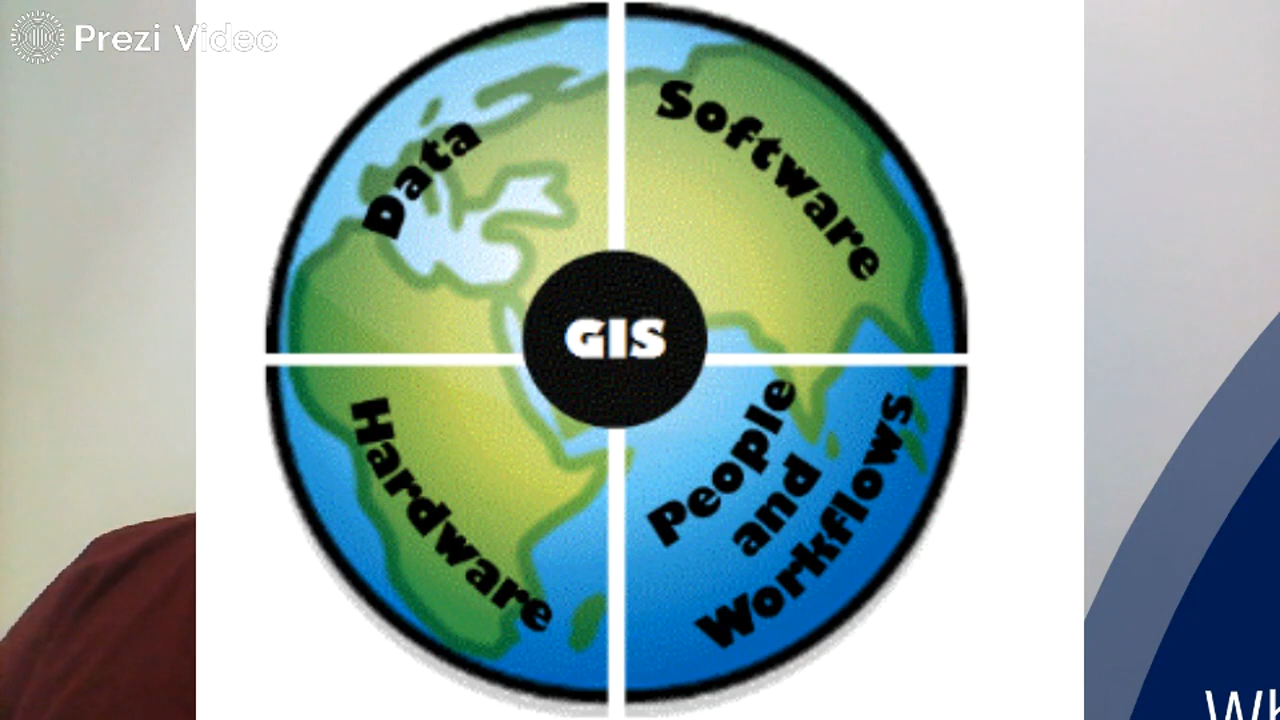 Prezi Video
Data
Software
GIS
Hardware
People
and
Workflows